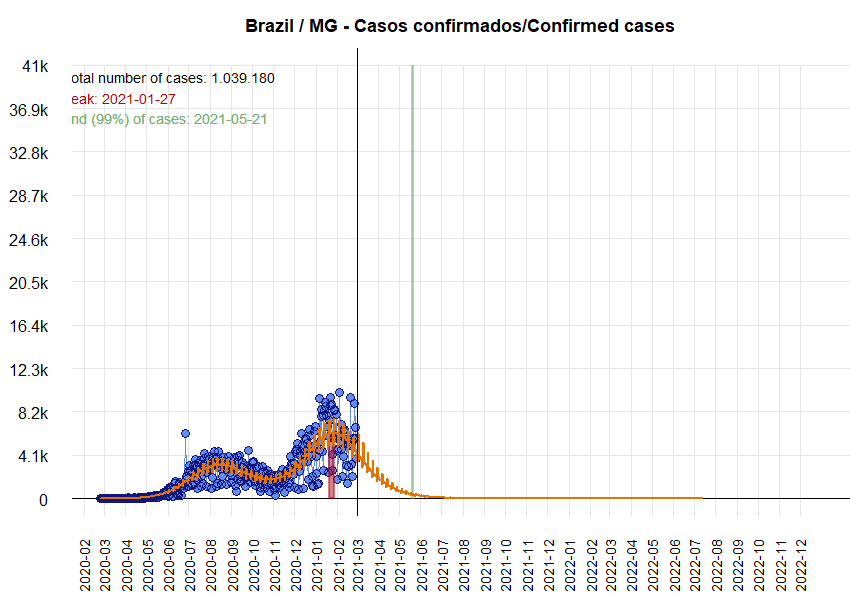 Brazil / MG - Casos confirmados/Confirmed cases
41k
otal number of cases: 1.039.180
eak: 2021-01-27
36.9k
nd (99%) of cases: 2021-05-21
32.8k
28.7k
24.6k
20.5k
16.4k
12.3k
8.2k
4.1k
0
2020-02
2020-03
2020-04
2020-05
2020-06
2020-07
2020-08
2020-09
2020-10
2020-11
2020-12
2021-01
2021-02
2021-03
2021-04
2021-05
2021-06
2021-07
2021-08
2021-09
2021-10
2021-11
2022-01
2022-02
2022-03
2022-04
2022-05
2022-06
2022-07
2022-08
2022-09
2022-10
2022-11
2022-12